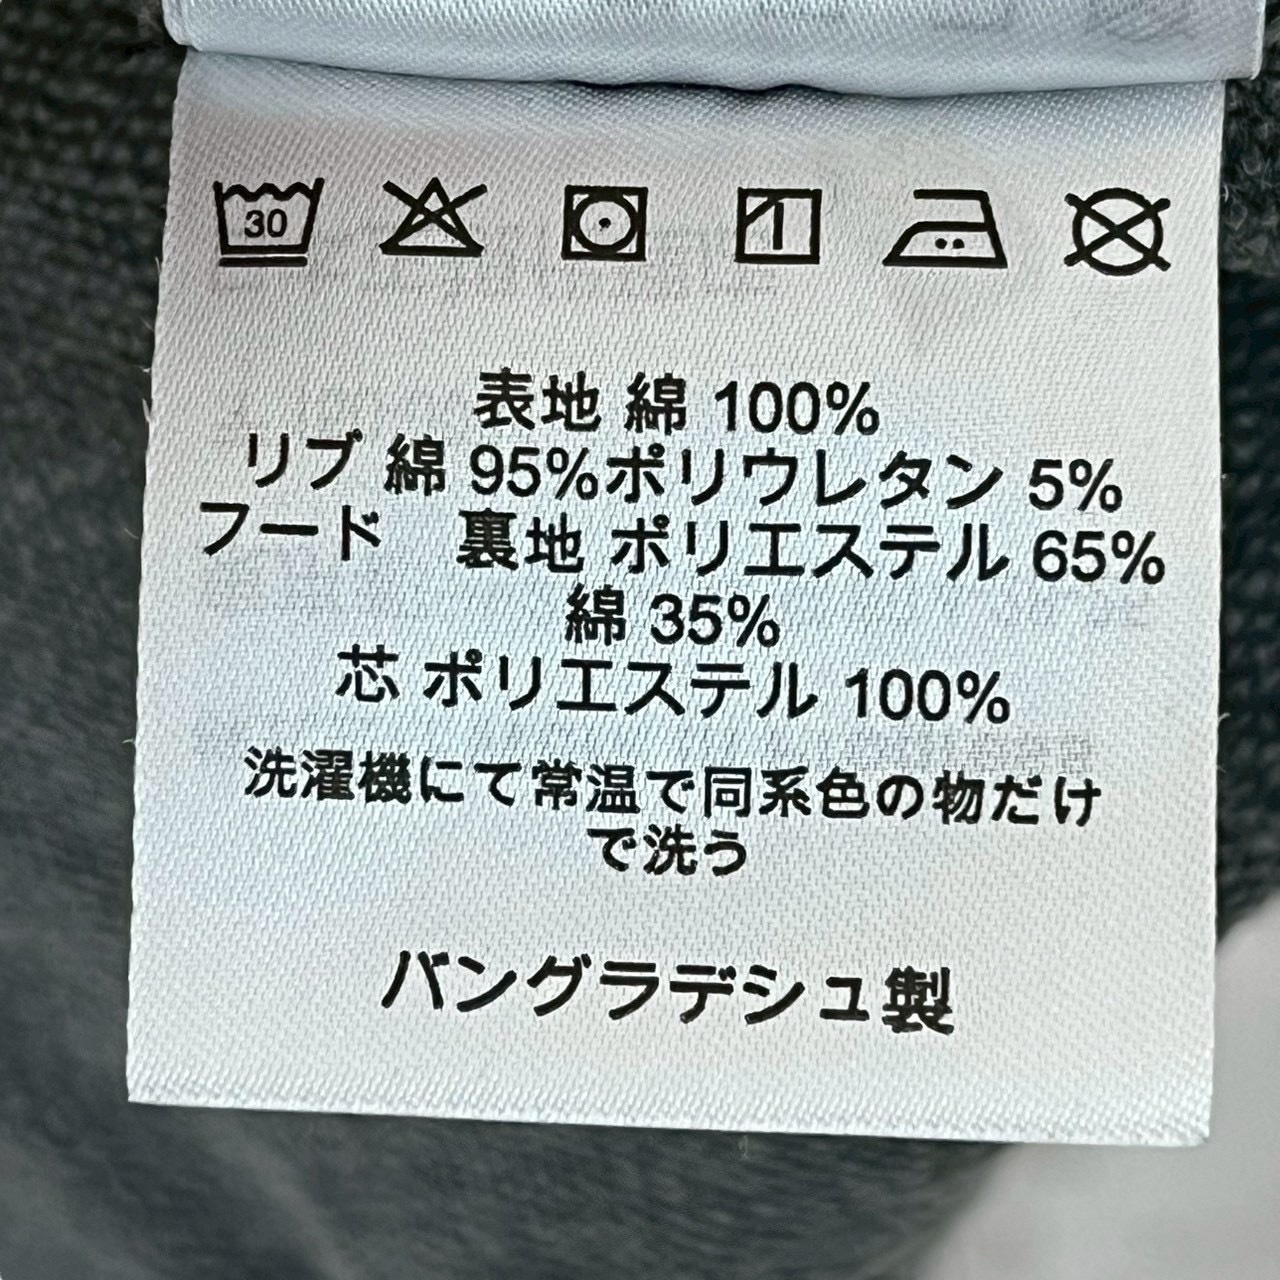 30
表地 綿 100%
リブ 綿 95%ポリウレタン 5%
フード 裏地 ポリエステル 65%
綿 35%
芯 ポリエステル 100%
洗濯機にて常温で同系色の物だけ
で洗う
バングラデシュ製